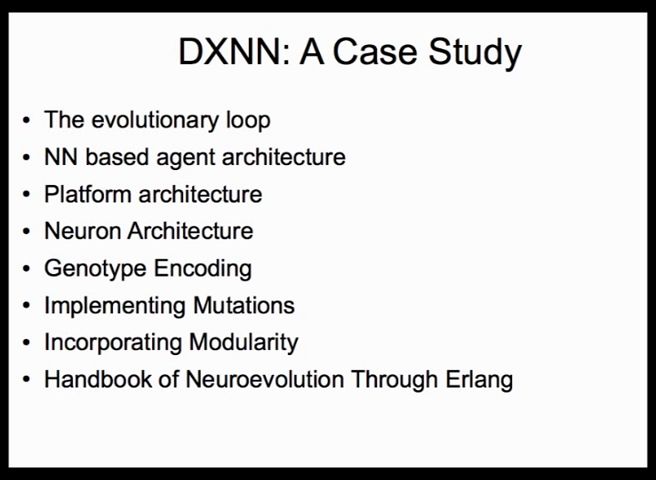 DXNN: A Case Study
• The evolutionary loop
• NN based agent architecture
• Platform architecture
• Neuron Architecture
• Genotype Encoding
• Implementing Mutations
• Incorporating Modularity
• Handbook of Neuroevolution Through Erlang